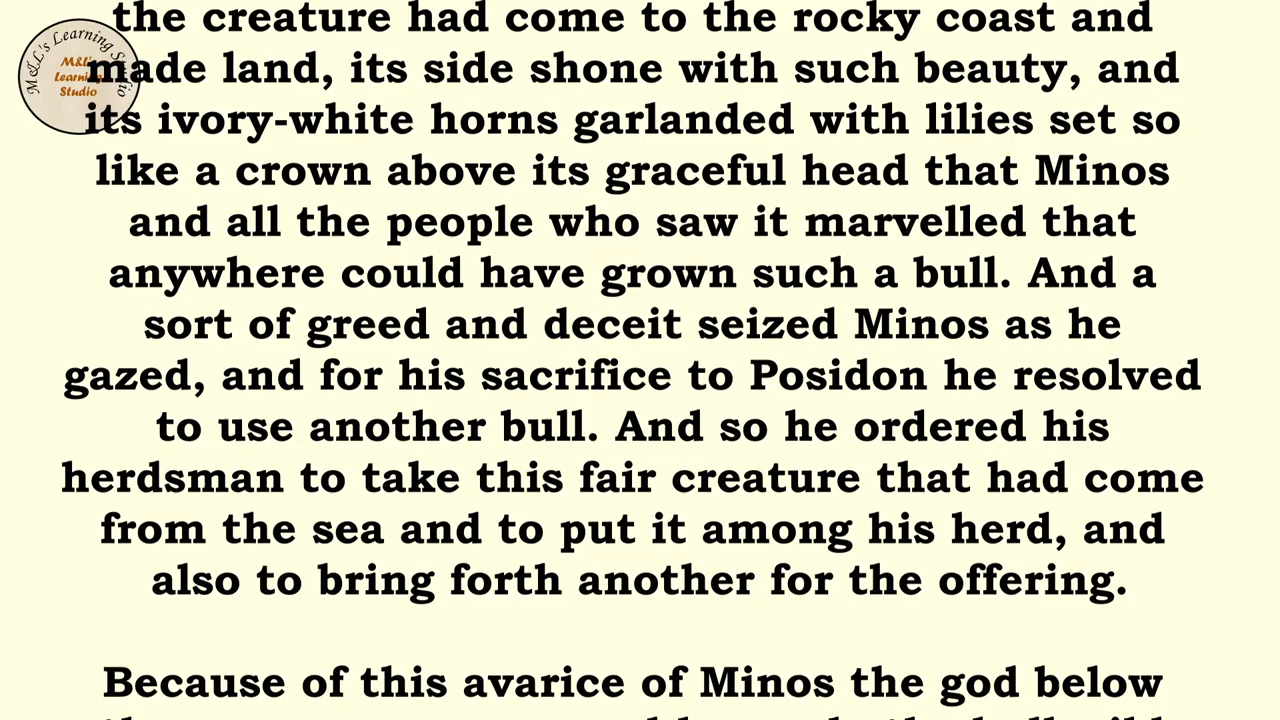 the creature had come to the rocky coast and
M&L's Learning Studio
M&L's
Learning
Studio
made land, its side shone with such beauty, and
its ivory-white horns garlanded with lilies set so
like a crown above its graceful head that Minos
and all the people who saw it marvelled that
anywhere could have grown such a bull. And a
sort of greed and deceit seized Minos as he
gazed, and for his sacrifice to Posidon he resolved
to use another bull. And so he ordered his
herdsman to take this fair creature that had come
from the sea and to put it among his herd, and
also to bring forth another for the offering.
Because of this avarice of Minos the god below